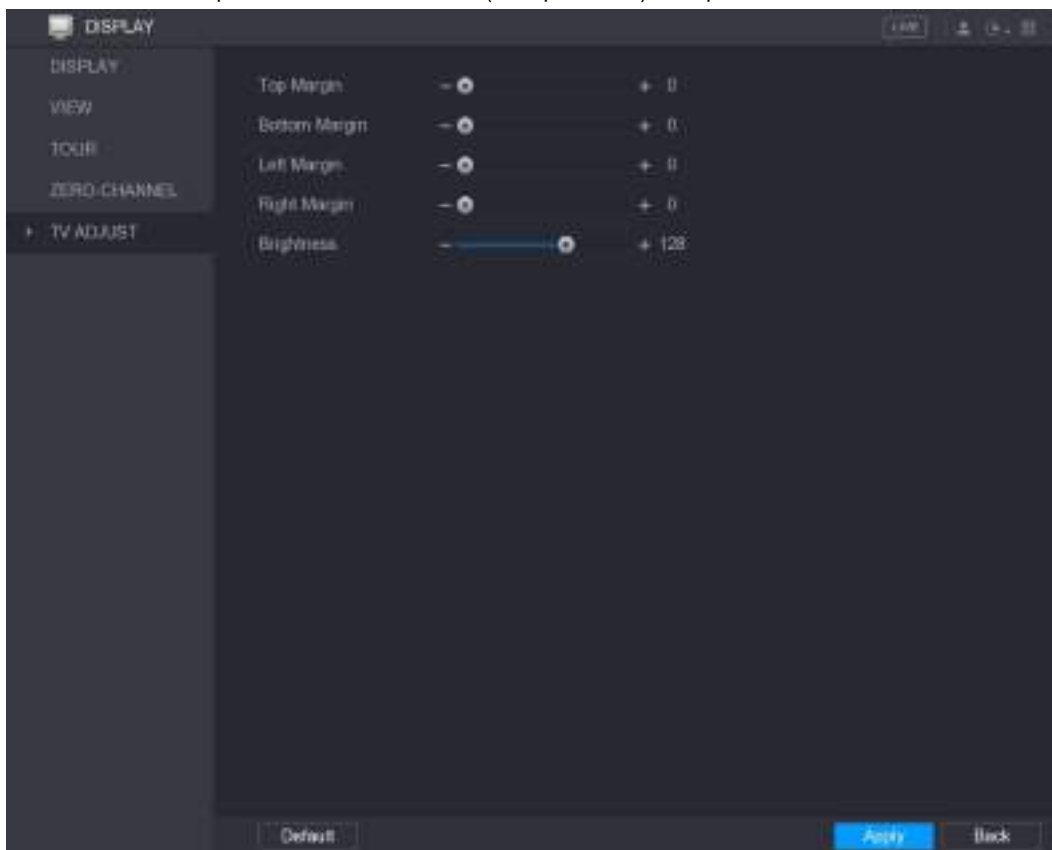 DISPLAY
LIVE
DISPLAY
VIEW
TOUR
ZERO-CHANNEL
TV ADJUST
Top Margin - + 0
Bottom Margin - + 0
Left Margin - + 0
Right Margin - + 0
Brightness - + 128
Default
Apply
Back